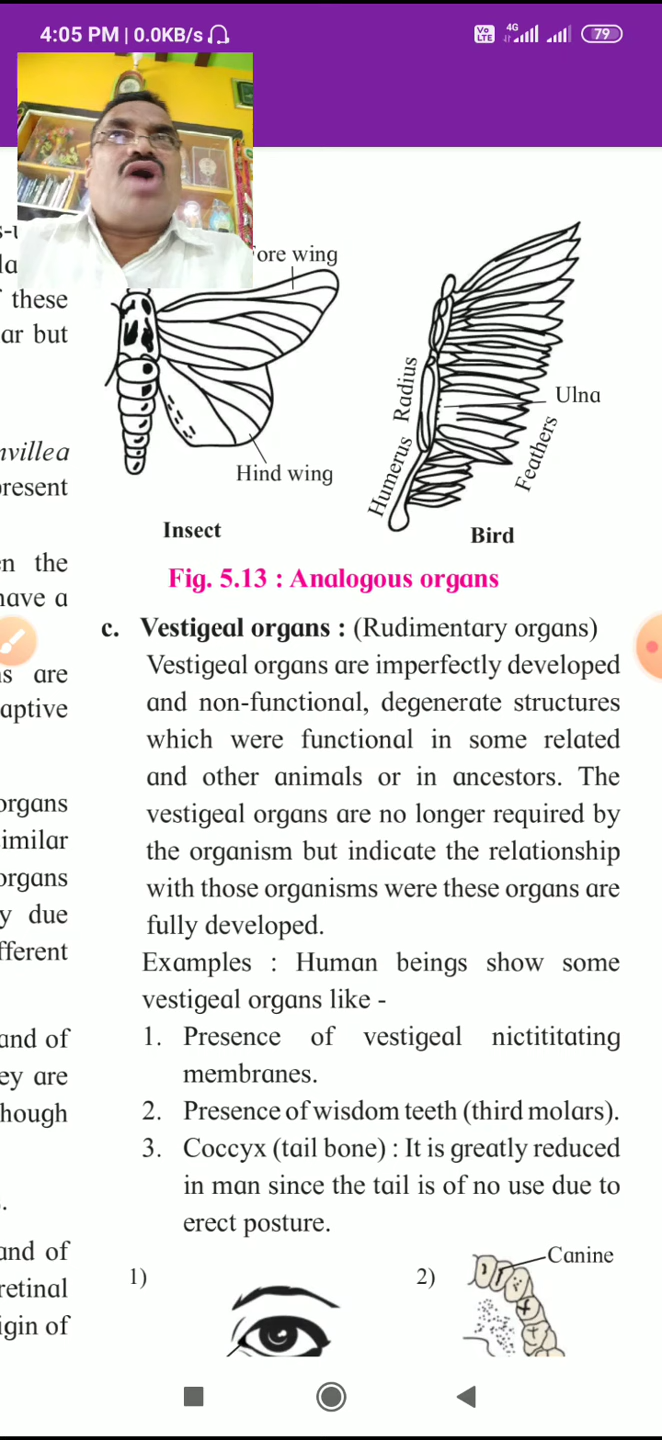 4:05 PM | 0.0KB/s
Vo
LTE
4G
79
these
ar but
nvillea
present
en the
have a
s are
aptive
organs
imilar
organs
y due
fferent
and of
ey are
hough
and of
retinal
igin of
ore wing
Hind wing
Insect
Humerus
Radius
Ulna
Feathers
Bird
Fig. 5.13 : Analogous organs
c. Vestigeal organs : (Rudimentary organs)
Vestigeal organs are imperfectly developed
and non-functional, degenerate structures
which were functional in some related
and other animals or in ancestors. The
vestigeal organs are no longer required by
the organism but indicate the relationship
with those organisms were these organs are
fully developed.
Examples : Human beings show some
vestigeal organs like -
1. Presence of vestigeal nictititating
membranes.
2. Presence of wisdom teeth (third molars).
3. Coccyx (tail bone) : It is greatly reduced
in man since the tail is of no use due to
erect posture.
1)
2)
Canine